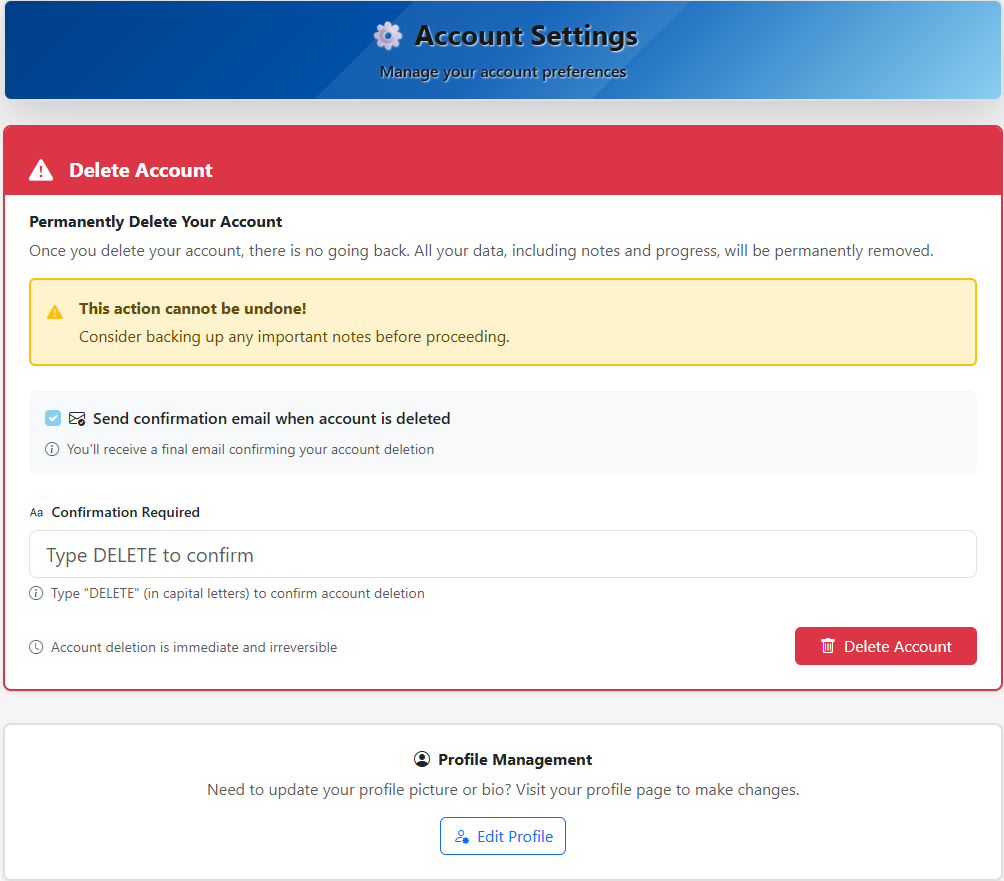 Account Settings
Manage your account preferences
Delete Account
Permanently Delete Your Account
Once you delete your account, there is no going back. All your data, including notes and progress, will be permanently removed.
This action cannot be undone!
Consider backing up any important notes before proceeding.
Send confirmation email when account is deleted
You'll receive a final email confirming your account deletion
Aa Confirmation Required
Type DELETE to confirm
Type "DELETE" (in capital letters) to confirm account deletion
Account deletion is immediate and irreversible
Delete Account
Profile Management
Need to update your profile picture or bio? Visit your profile page to make changes.
Edit Profile